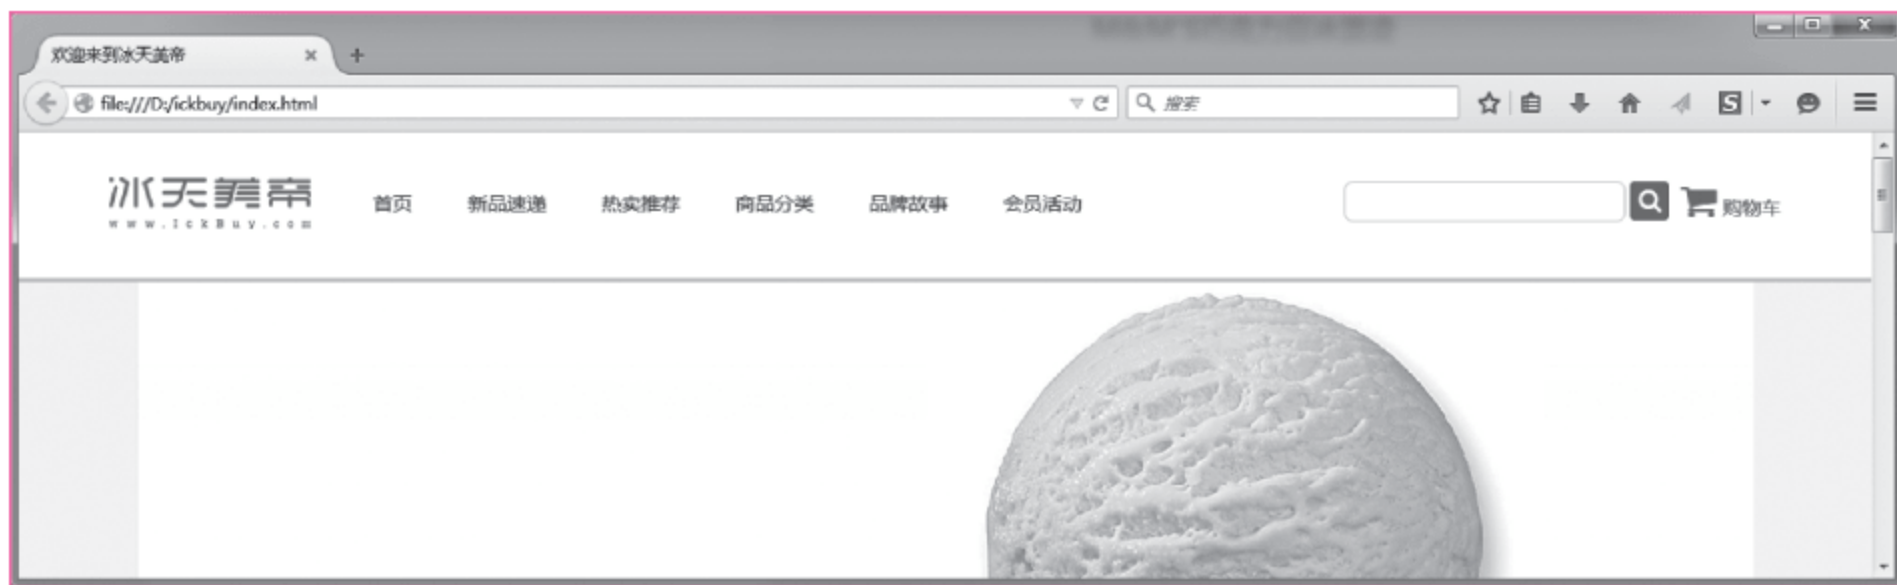 欢迎来到冰天美帝
file:///D:/ickbuy/index.html
搜索
S
冰天美帝
www.IckBuy.com
首页 新品速递 热卖推荐 商品分类 品牌故事 会员活动
购物车